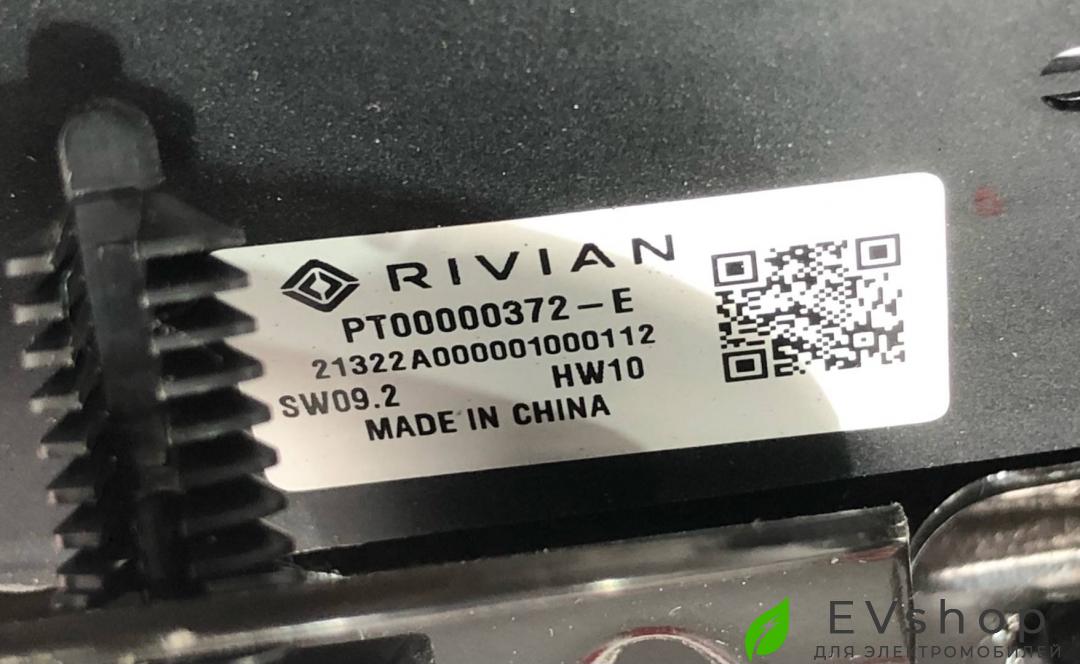 RIVIAN
PT00000372-E
21322A000001000112
SW09.2 HW10
MADE IN CHINA
EVshop
ДЛЯ ЭЛЕКТРОМОБИЛЕЙ